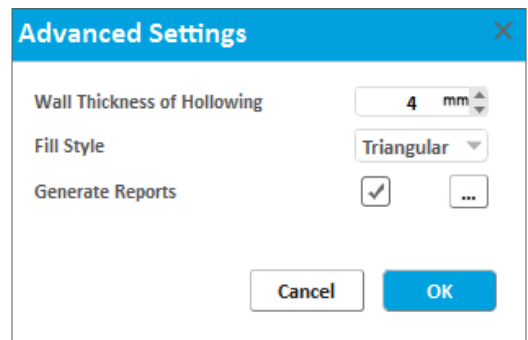 Advanced Settings
Wall Thickness of Hollowing 4 mm
Fill Style Triangular
Generate Reports ...
Cancel OK